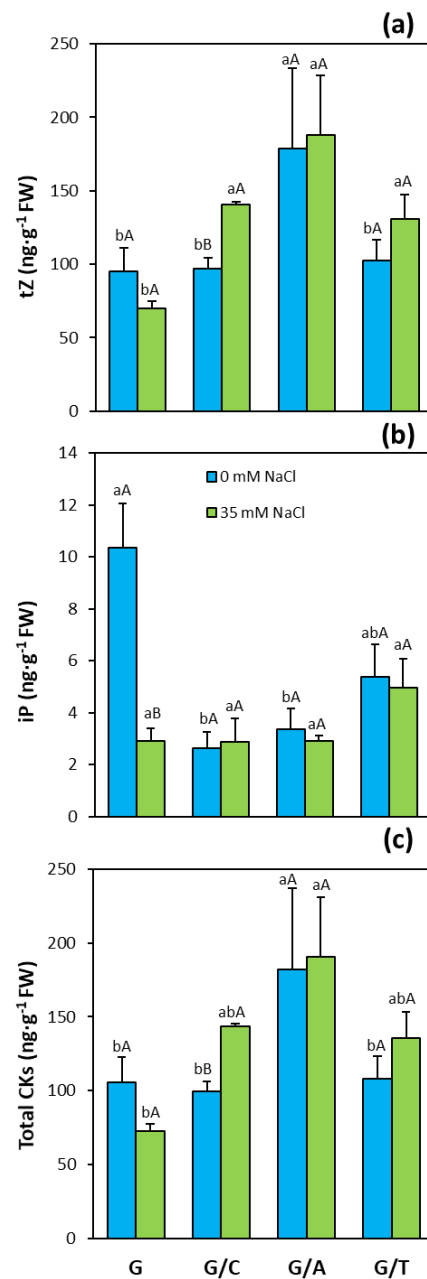 (a)
250
200
150
100
50
0
tZ (ng·g⁻¹ FW)
bA
bA
bB
aA
aA
aA
bA
aA
(b)
14
12
10
8
6
4
2
0
iP (ng·g⁻¹ FW)
0 mM NaCl
35 mM NaCl
aA
aB
bA
aA
bA
aA
abA
aA
(c)
250
200
150
100
50
0
Total CKs (ng·g⁻¹ FW)
bA
bA
bB
abA
aA
aA
bA
abA
G G/C G/A G/T